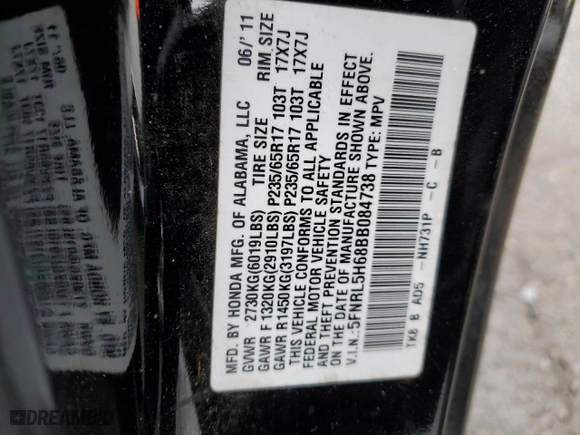 MFD. BY HONDA MFG. OF ALABAMA, LLC 06/'11
GVWR 2730KG(6019LBS) TIRE SIZE RIM SIZE
GAWR F 1320KG(2910LBS) P235/65R17 103T 17X7J
GAWR R1450KG(3197LBS) P235/65R17 103T 17X7J
THIS VEHICLE CONFORMS TO ALL APPLICABLE
FEDERAL MOTOR VEHICLE SAFETY
AND THEFT PREVENTION STANDARDS IN EFFECT
ON THE DATE OF MANUFACTURE SHOWN ABOVE.
V.I.N.:5FNRL5H68BB084738 TYPE: MPV
TK8 B AD5 -NH731P -C -B
DREAMBID